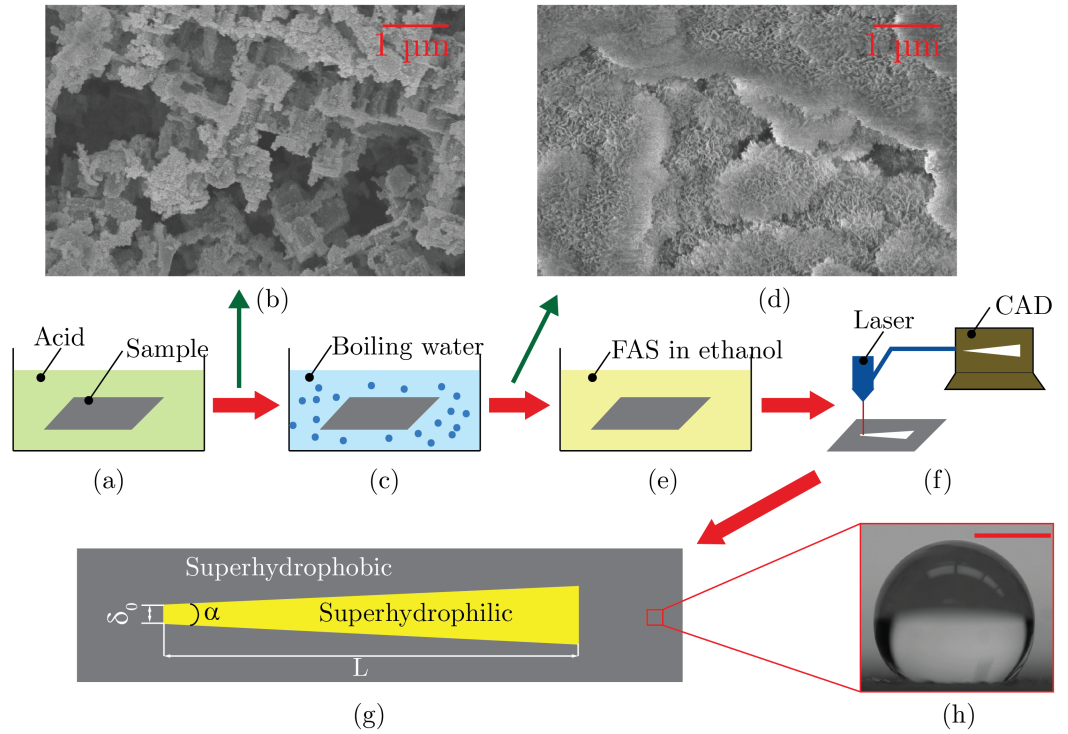 1 µm
1 µm
(b)
(d)
Acid
Sample
Boiling water
FAS in ethanol
Laser
CAD
(a)
(c)
(e)
(f)
Superhydrophobic
δ₀
α
Superhydrophilic
L
(g)
(h)